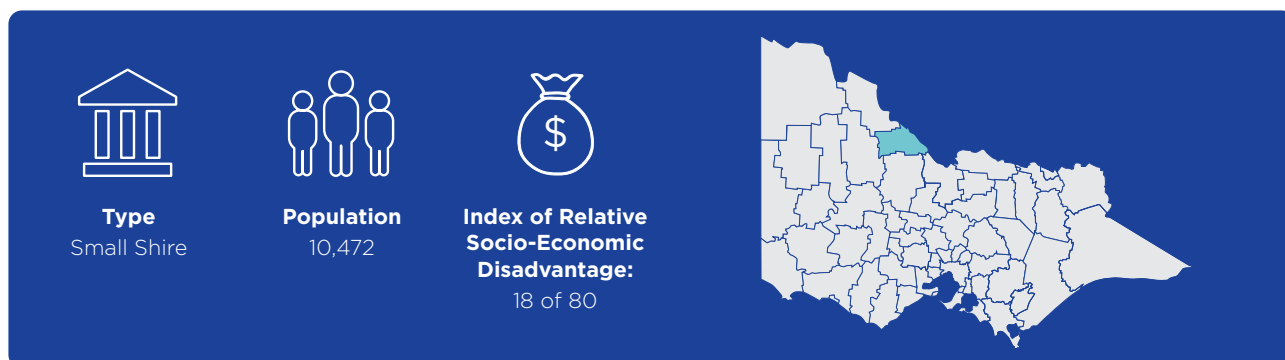 Type
Small Shire
Population
10,472
$
Index of Relative
Socio-Economic
Disadvantage:
18 of 80